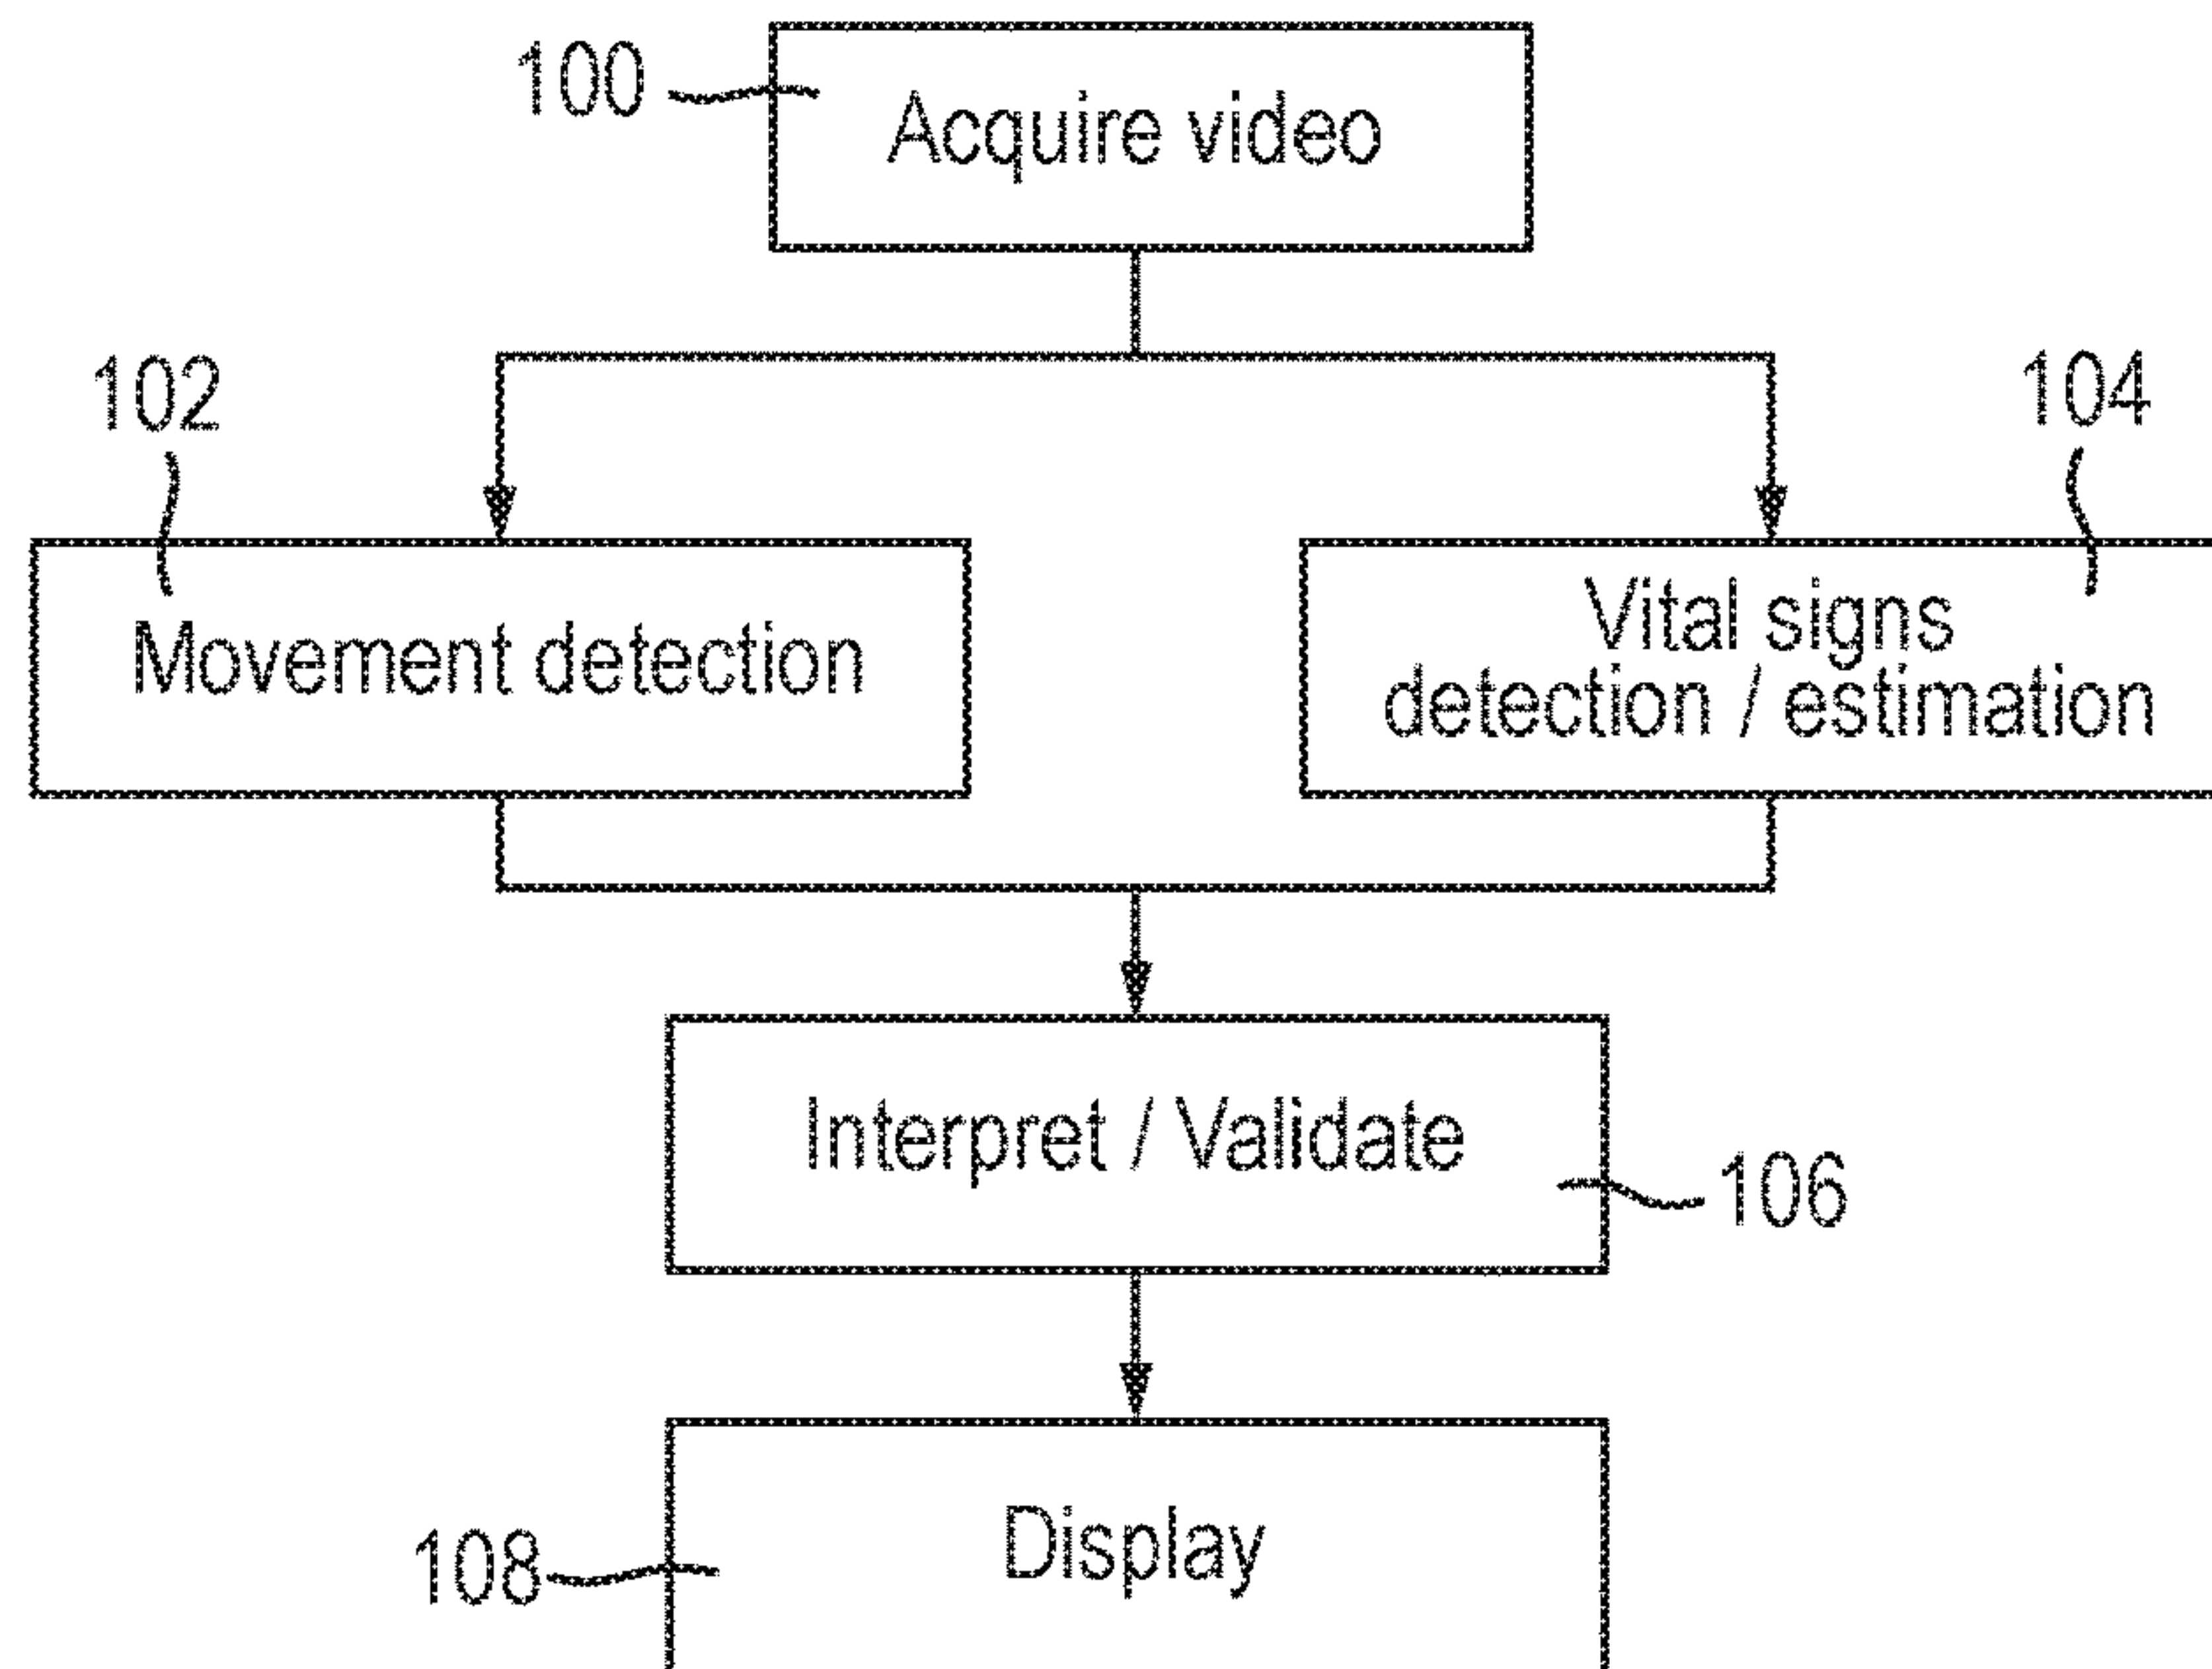 100
Acquire video
102
104
Movement detection
Vital signs
detection / estimation
Interpret / Validate
106
108
Display